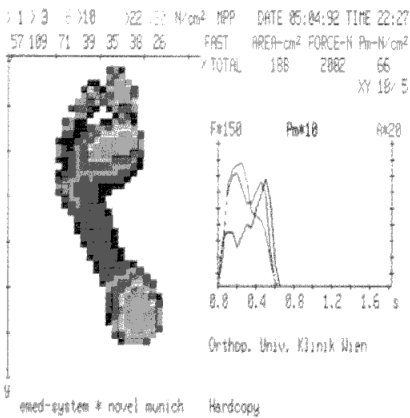 > 1 > 3 >10 >22 N/cm² MPP DATE 05:04:92 TIME 22:27
57 109 71 39 35 38 26 FAST AREA-cm² FORCE-N Pm-N/cm²
TOTAL 188 2082 66
XY 18/ 5
F*150 Pm*10 A*20
0.0 0.4 0.8 1.2 1.6 s
Orthop. Univ. Klinik Wien
y
emed-system * novel munich Hardcopy